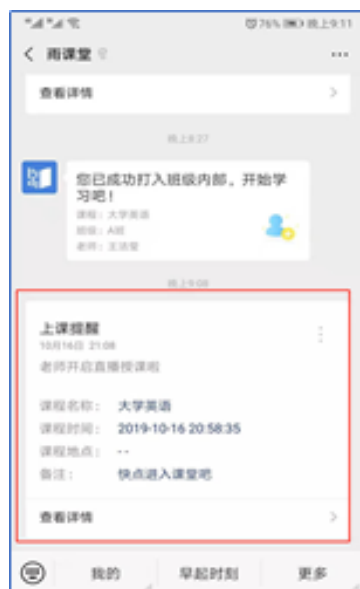 76% 晚上9:11
雨课堂
查看详情
晚上8:27
您已成功打入班级内部，开始学
习吧！
课程：大学英语
班级：A班
老师：
晚上9:08
上课提醒
10月16日 21:08
老师开启直播授课啦
课程名称： 大学英语
课程时间： 2019-10-16 20:58:35
课程地点： --
备注： 快点进入课堂吧
查看详情
我的
早起时刻
更多